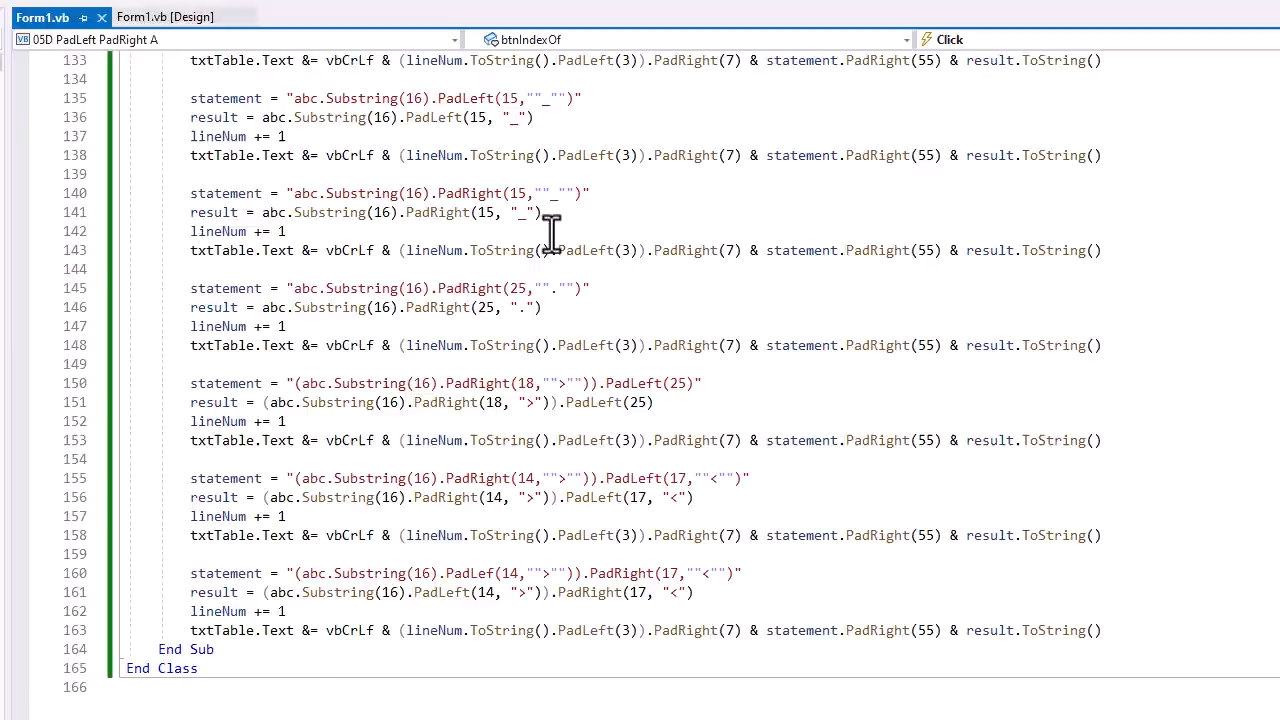 Form1.vb Form1.vb [Design]
VB 05D PadLeft PadRight A btnIndexOf Click
133 txtTable.Text &= vbCrLf & (lineNum.ToString().PadLeft(3)).PadRight(7) & statement.PadRight(55) & result.ToString()
134
135 statement = "abc.Substring(16).PadLeft(15,""_"")"
136 result = abc.Substring(16).PadLeft(15, "_")
137 lineNum += 1
138 txtTable.Text &= vbCrLf & (lineNum.ToString().PadLeft(3)).PadRight(7) & statement.PadRight(55) & result.ToString()
139
140 statement = "abc.Substring(16).PadRight(15,""_"")"
141 result = abc.Substring(16).PadRight(15, "_")
142 lineNum += 1
143 txtTable.Text &= vbCrLf & (lineNum.ToString().PadLeft(3)).PadRight(7) & statement.PadRight(55) & result.ToString()
144
145 statement = "abc.Substring(16).PadRight(25,""."")"
146 result = abc.Substring(16).PadRight(25, ".")
147 lineNum += 1
148 txtTable.Text &= vbCrLf & (lineNum.ToString().PadLeft(3)).PadRight(7) & statement.PadRight(55) & result.ToString()
149
150 statement = "(abc.Substring(16).PadRight(18,"">"")).PadLeft(25)"
151 result = (abc.Substring(16).PadRight(18, ">")).PadLeft(25)
152 lineNum += 1
153 txtTable.Text &= vbCrLf & (lineNum.ToString().PadLeft(3)).PadRight(7) & statement.PadRight(55) & result.ToString()
154
155 statement = "(abc.Substring(16).PadRight(14,"">"")).PadLeft(17,""<"")"
156 result = (abc.Substring(16).PadRight(14, ">")).PadLeft(17, "<")
157 lineNum += 1
158 txtTable.Text &= vbCrLf & (lineNum.ToString().PadLeft(3)).PadRight(7) & statement.PadRight(55) & result.ToString()
159
160 statement = "(abc.Substring(16).PadLef(14,"">"")).PadRight(17,""<"")"
161 result = (abc.Substring(16).PadLeft(14, ">")).PadRight(17, "<")
162 lineNum += 1
163 txtTable.Text &= vbCrLf & (lineNum.ToString().PadLeft(3)).PadRight(7) & statement.PadRight(55) & result.ToString()
164 End Sub
165 End Class
166